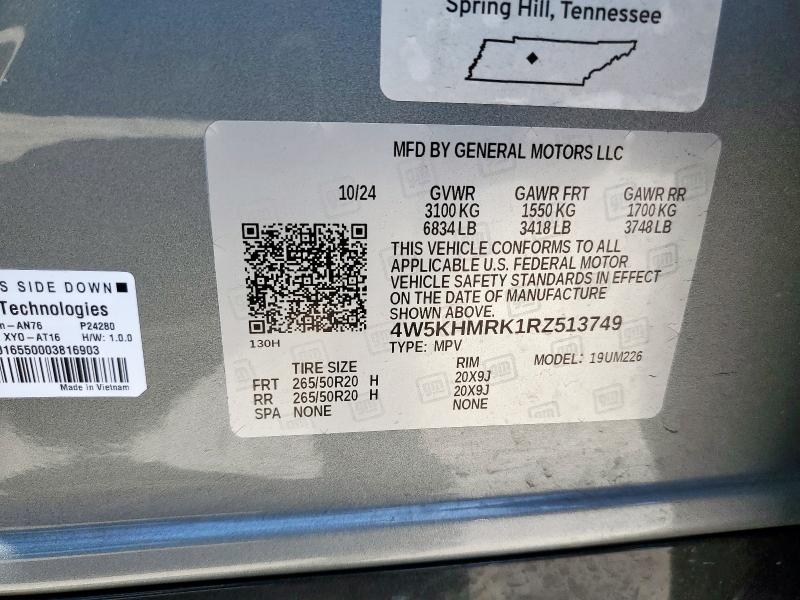 Spring Hill, Tennessee
MFD BY GENERAL MOTORS LLC
10/24 GVWR GAWR FRT GAWR RR
3100 KG 1550 KG 1700 KG
6834 LB 3418 LB 3748 LB
THIS VEHICLE CONFORMS TO ALL
APPLICABLE U.S. FEDERAL MOTOR
VEHICLE SAFETY STANDARDS IN EFFECT
ON THE DATE OF MANUFACTURE
SHOWN ABOVE.
4W5KHMRK1RZ513749
TYPE: MPV MODEL: 19UM226
130H
TIRE SIZE RIM
FRT 265/50R20 H 20X9J
RR 265/50R20 H 20X9J
SPA NONE NONE
S SIDE DOWN
Technologies
n-AN76 P24280
XYO-AT16 H/W: 1.0.0
16550003816903
Made in Vietnam